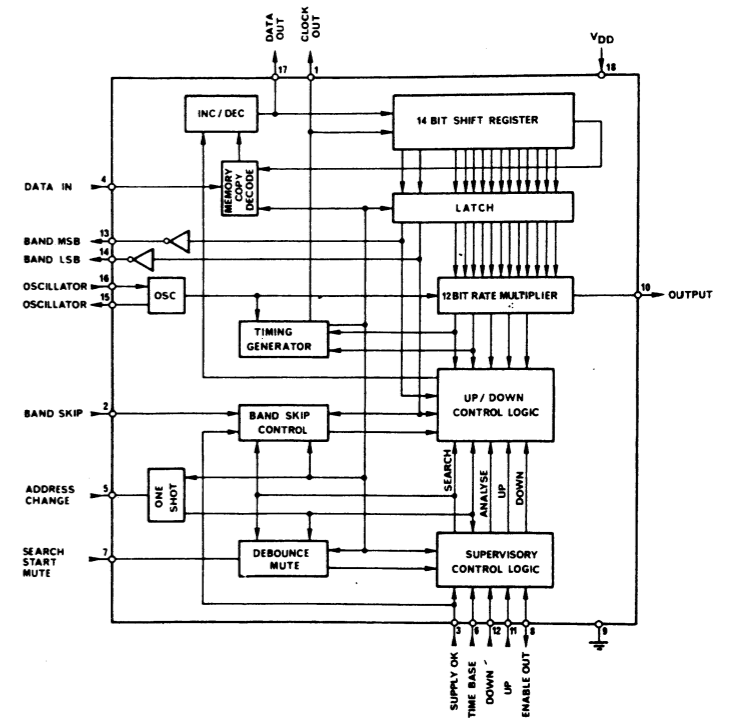 DATA OUT
CLOCK OUT
VDD
17
1
18
INC / DEC
14 BIT SHIFT REGISTER
4
DATA IN
MEMORY
COPY
DECODE
LATCH
13
BAND MSB
14
BAND LSB
16
OSCILLATOR
15
OSCILLATOR
OSC
12 BIT RATE MULTIPLIER
10
OUTPUT
TIMING
GENERATOR
UP / DOWN
CONTROL LOGIC
2
BAND SKIP
BAND SKIP
CONTROL
SEARCH
ANALYSE
UP
DOWN
ADDRESS
CHANGE
5
ONE
SHOT
SEARCH
START
MUTE
7
DEBOUNCE
MUTE
SUPERVISORY
CONTROL LOGIC
3
6
12
11
8
9
SUPPLY OK
TIME BASE
DOWN
UP
ENABLE OUT